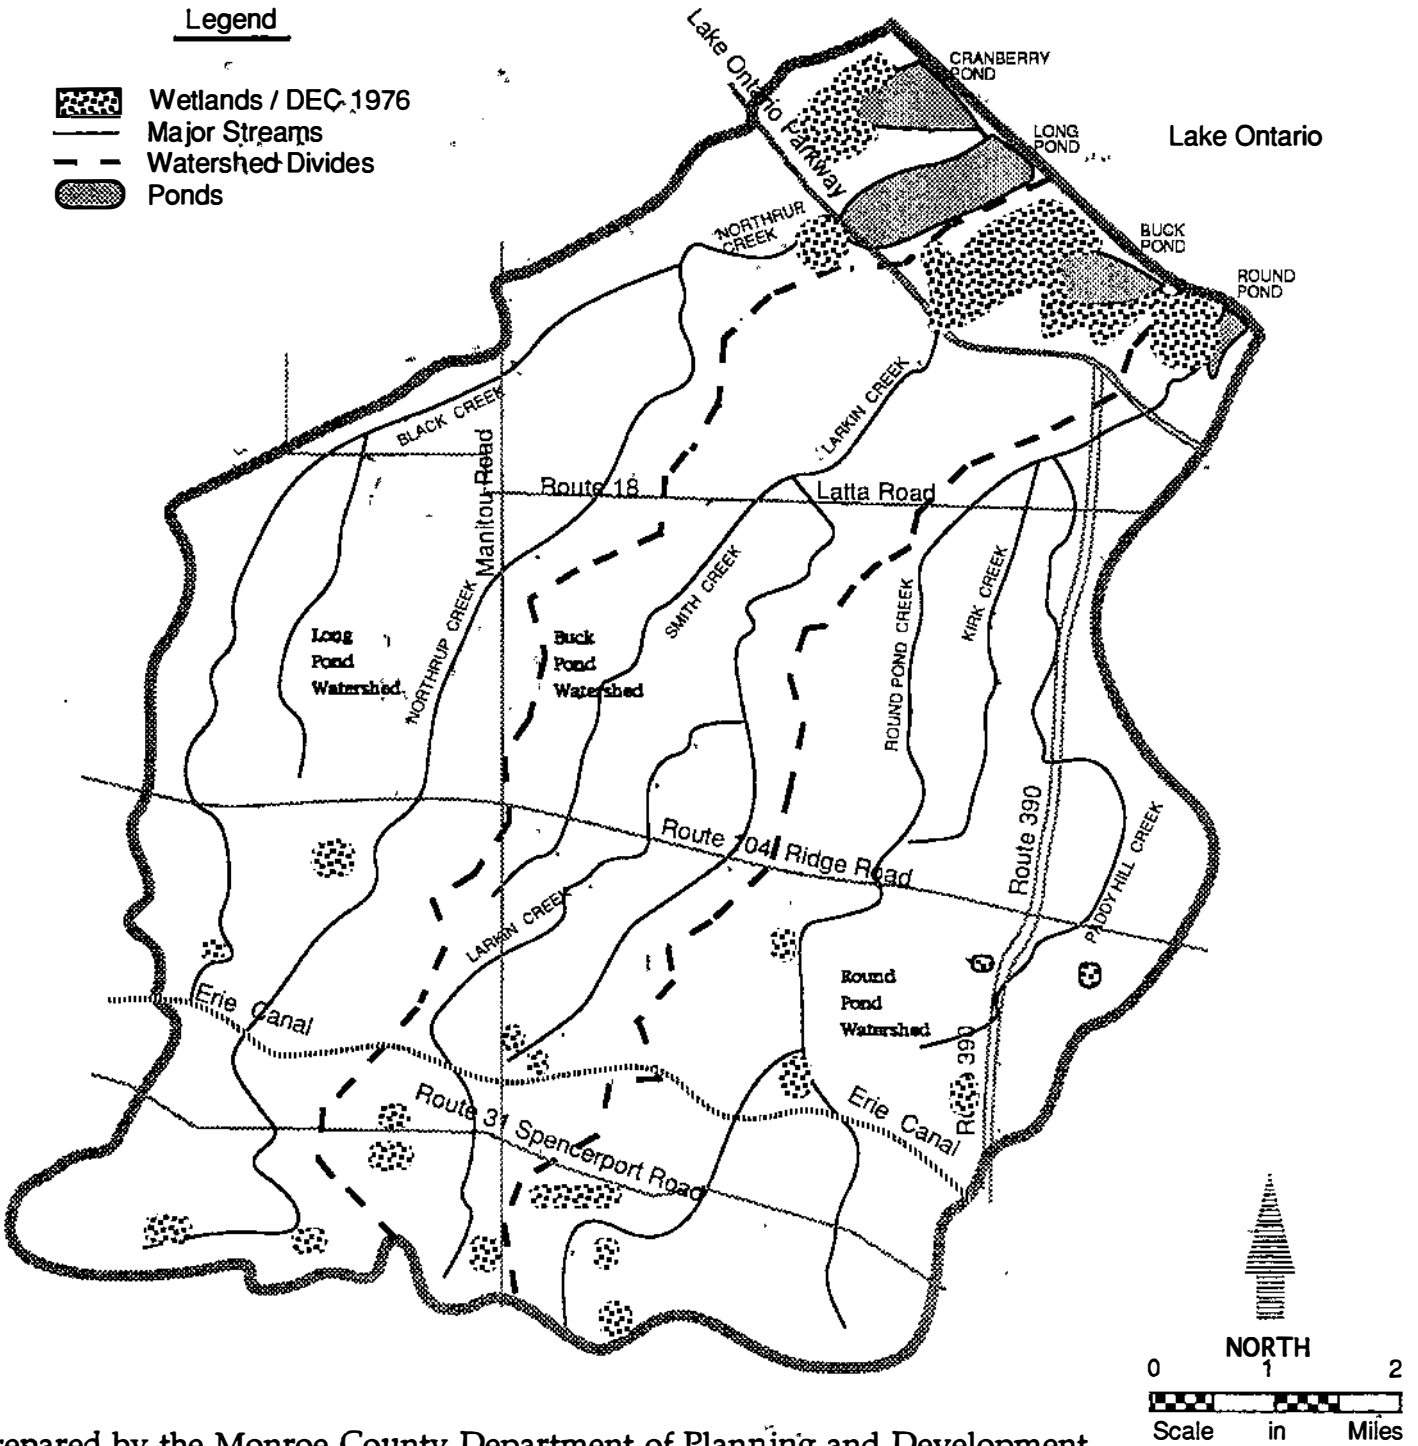 Legend
Wetlands / DEC 1976
Major Streams
Watershed Divides
Ponds
Lake Ontario Parkway
CRANBERRY
POND
LONG
POND
Lake Ontario
BUCK
POND
ROUND
POND
NORTHRUP
CREEK
BLACK CREEK
LARKIN CREEK
Manitou Road
Route 18
Latta Road
SMITH CREEK
NORTHRUP CREEK
ROUND POND CREEK
KIRK CREEK
Long
Pond
Watershed
Buck
Pond
Watershed
Route 104 Ridge Road
Route 390
PADDY HILL CREEK
LARKIN CREEK
Round
Pond
Watershed
Erie Canal
Route 390
Route 31 Spencerport Road
Erie Canal
NORTH
0 1 2
Scale in Miles
repared by the Monroe County Department of Planning and Development